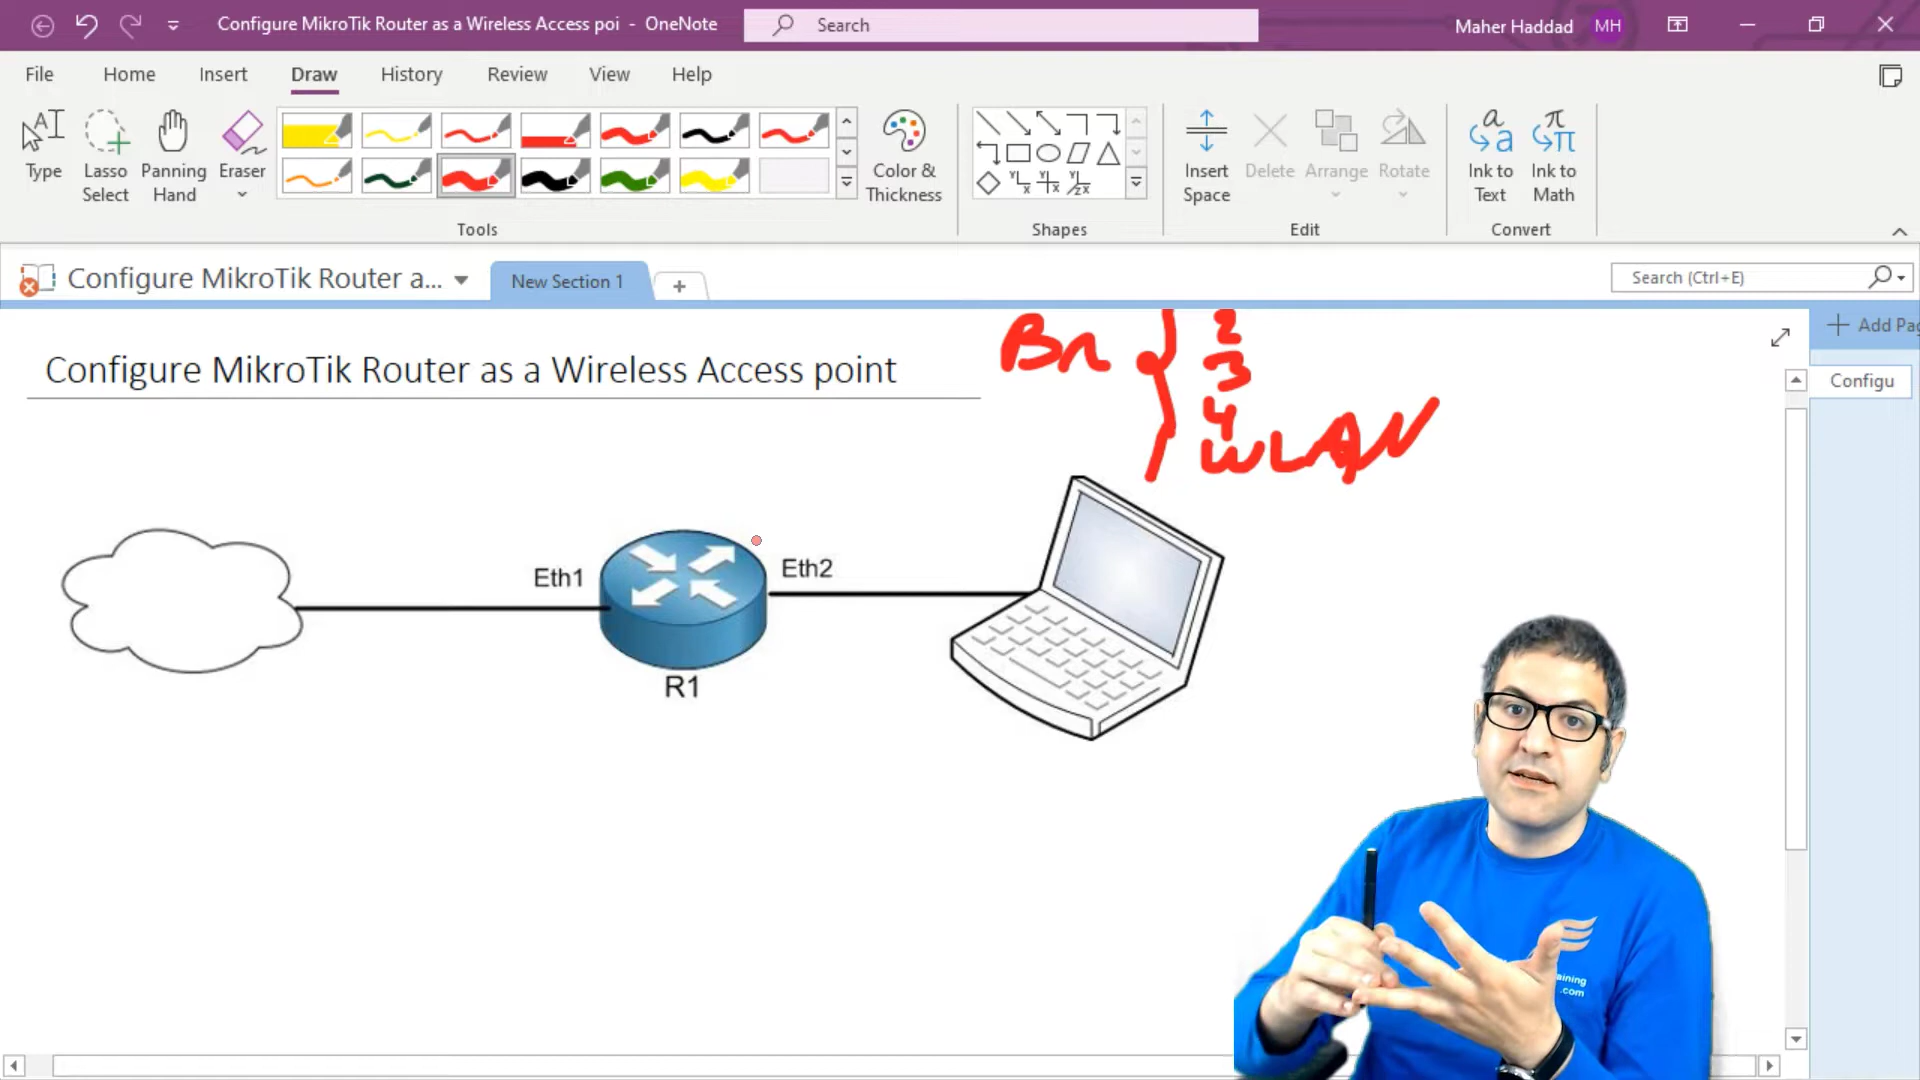 Configure MikroTik Router as a Wireless Access poi - OneNote
Search
Maher Haddad
MH
File
Home
Insert
Draw
History
Review
View
Help
Type
Lasso Select
Panning Hand
Eraser
Color & Thickness
Insert Space
Delete
Arrange
Rotate
Ink to Text
Ink to Math
Tools
Shapes
Edit
Convert
Configure MikroTik Router a...
New Section 1
Search (Ctrl+E)
Add Pag
Configu
Configure MikroTik Router as a Wireless Access point
Br
2
3
4
WLAN
Eth1
Eth2
R1
aining
.com